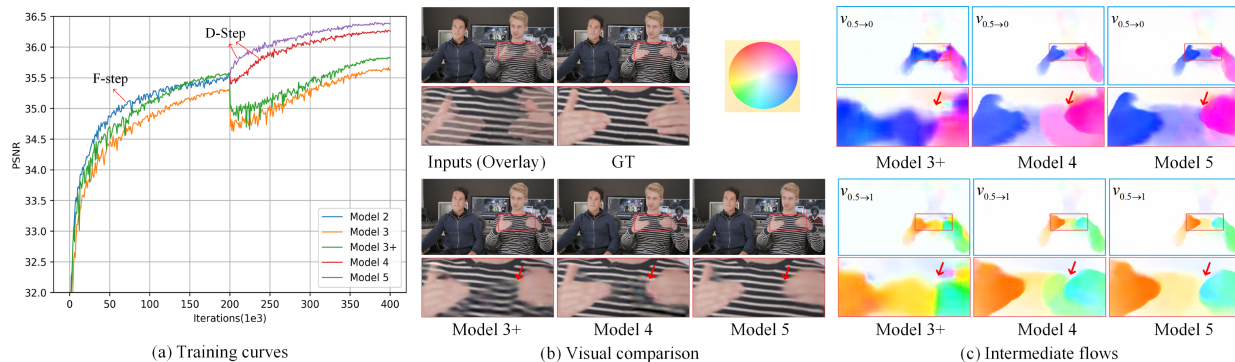 36.5
36.0
35.5
35.0
34.5
34.0
33.5
33.0
32.5
32.0
PSNR
D-Step
F-step
Model 2
Model 3
Model 3+
Model 4
Model 5
0 50 100 150 200 250 300 350 400
Iterations(1e3)
(a) Training curves
Inputs (Overlay) GT
Model 3+ Model 4 Model 5
(b) Visual comparison
v0.5→0 v0.5→0 v0.5→0
Model 3+ Model 4 Model 5
v0.5→1 v0.5→1 v0.5→1
Model 3+ Model 4 Model 5
(c) Intermediate flows